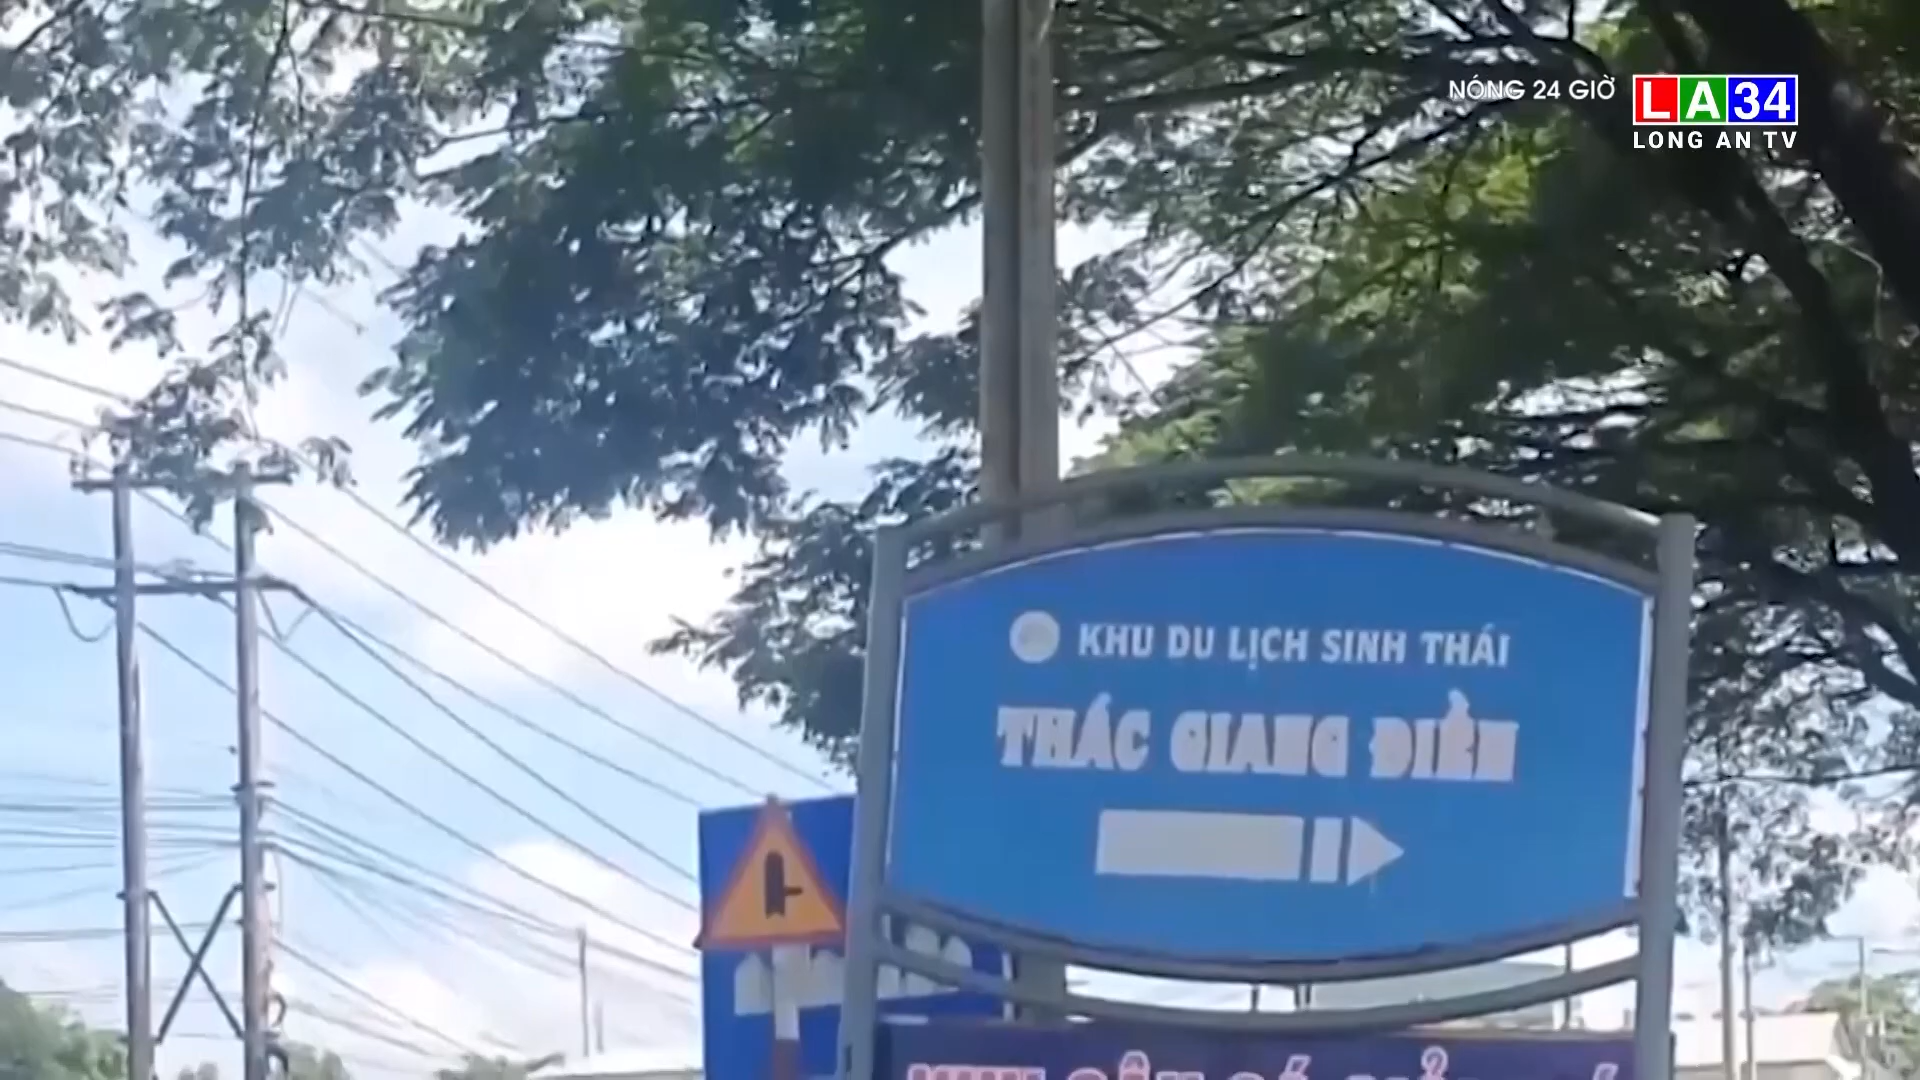 NÓNG 24 GIỜ
LA34
LONG AN TV
KHU DU LỊCH SINH THÁI
THÁC GIANG ĐIỀN